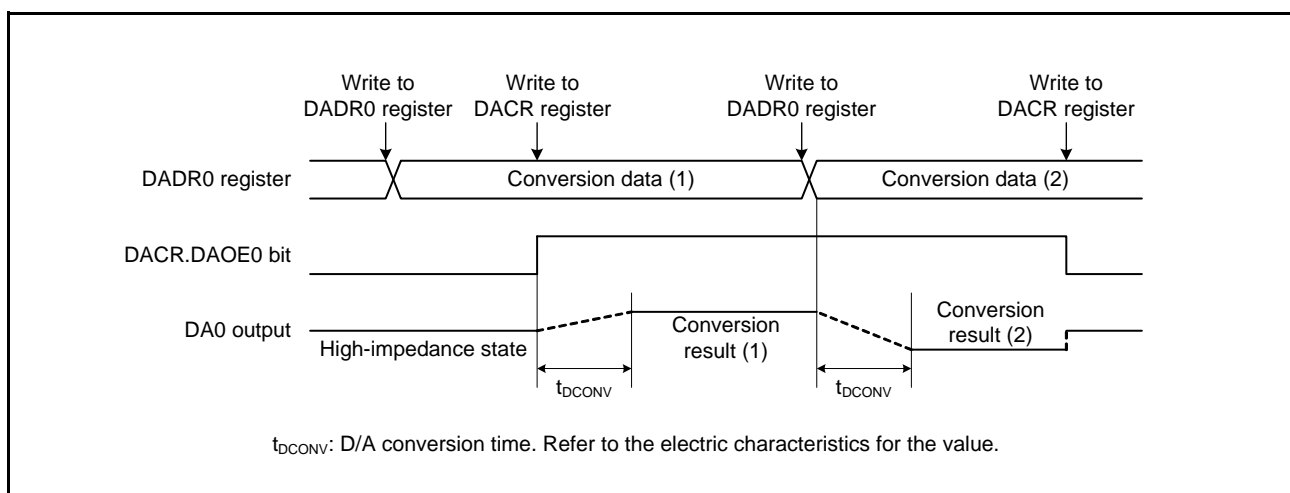 Write to
DADR0 register
Write to
DACR register
Write to
DADR0 register
Write to
DACR register
DADR0 register
Conversion data (1)
Conversion data (2)
DACR.DAOE0 bit
DA0 output
High-impedance state
Conversion
result (1)
Conversion
result (2)
tDCONV
tDCONV
tDCONV: D/A conversion time. Refer to the electric characteristics for the value.